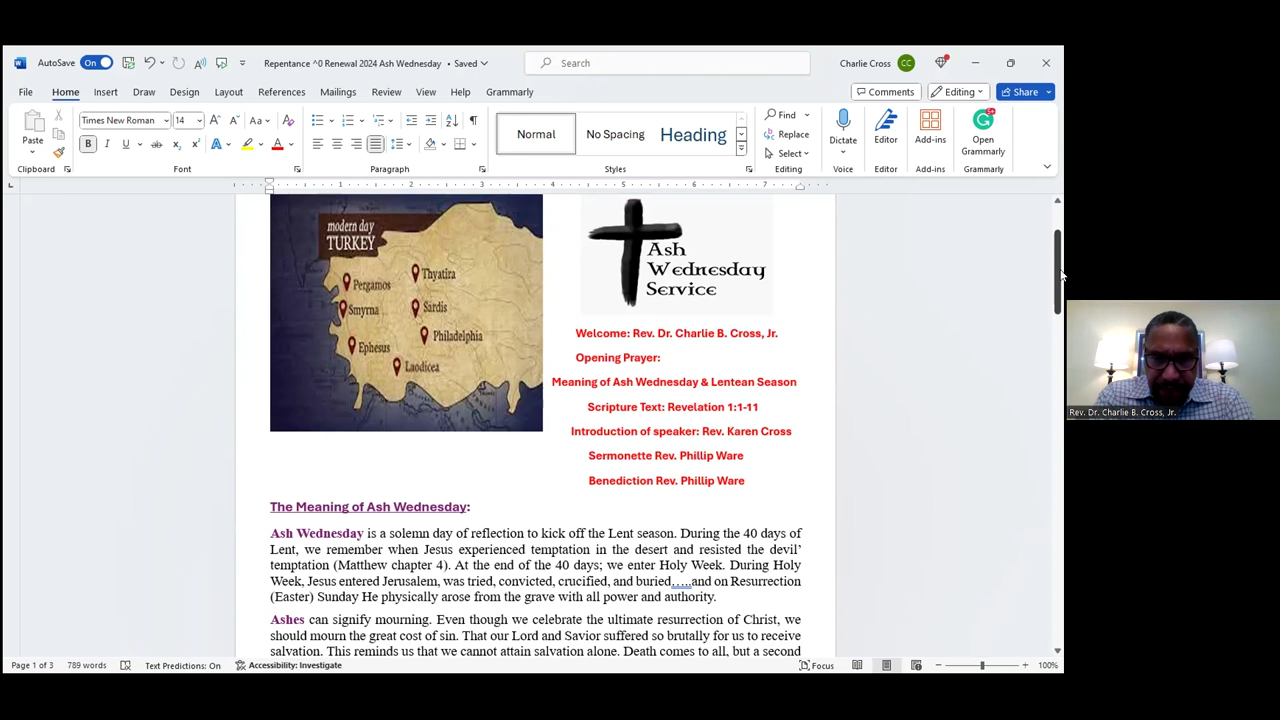 AutoSave On Repentance ^0 Renewal 2024 Ash Wednesday • Saved Search Charlie Cross CC
File Home Insert Draw Design Layout References Mailings Review View Help Grammarly Comments Editing Share
Times New Roman 14 Aa Find
Paste Normal No Spacing Heading Replace Dictate Editor Add-ins Open Grammarly
B I U ab x₂ x² A A Select
Clipboard Font Paragraph Styles Editing Voice Editor Add-ins Grammarly
1 2 3 4 5 6 7
modern day
TURKEY
Pergamos
Thyatira
Smyrna
Sardis
Philadelphia
Ephesus
Laodicea
Ash
Wednesday
Service
Welcome: Rev. Dr. Charlie B. Cross, Jr.
Opening Prayer:
Meaning of Ash Wednesday & Lentean Season
Scripture Text: Revelation 1:1-11
Introduction of speaker: Rev. Karen Cross
Sermonette Rev. Phillip Ware
Benediction Rev. Phillip Ware
The Meaning of Ash Wednesday:
Ash Wednesday is a solemn day of reflection to kick off the Lent season. During the 40 days of
Lent, we remember when Jesus experienced temptation in the desert and resisted the devil’
temptation (Matthew chapter 4). At the end of the 40 days; we enter Holy Week. During Holy
Week, Jesus entered Jerusalem, was tried, convicted, crucified, and buried…..and on Resurrection
(Easter) Sunday He physically arose from the grave with all power and authority.
Ashes can signify mourning. Even though we celebrate the ultimate resurrection of Christ, we
should mourn the great cost of sin. That our Lord and Savior suffered so brutally for us to receive
salvation. This reminds us that we cannot attain salvation alone. Death comes to all, but a second
Page 1 of 3 789 words Text Predictions: On Accessibility: Investigate Focus 100%
Rev. Dr. Charlie B. Cross, Jr.